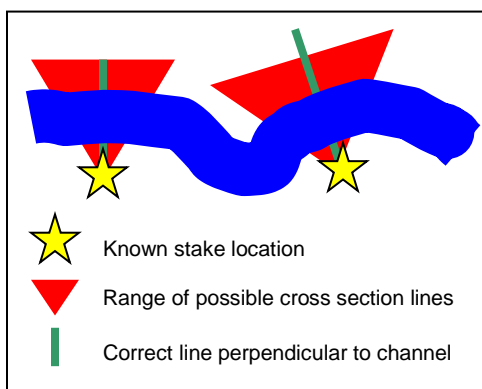 Known stake location
Range of possible cross section lines
Correct line perpendicular to channel